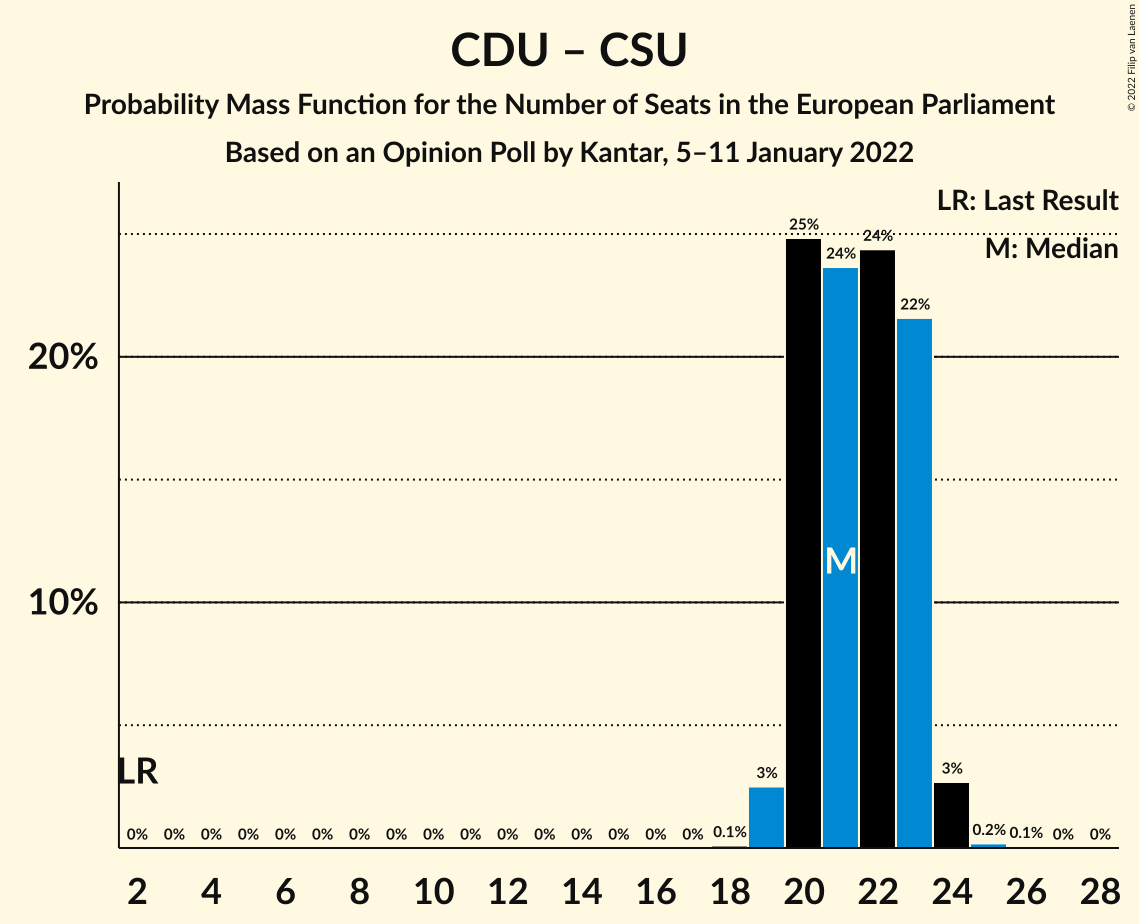 CDU – CSU
Probability Mass Function for the Number of Seats in the European Parliament
Based on an Opinion Poll by Kantar, 5–11 January 2022
© 2022 Filip van Laenen
LR: Last Result
M: Median
25%
24%
24%
22%
20%
10%
M
LR
0% 0% 0% 0% 0% 0% 0% 0% 0% 0% 0% 0% 0% 0% 0% 0% 0.1% 3% 3% 0.2% 0.1% 0% 0%
2 4 6 8 10 12 14 16 18 20 22 24 26 28